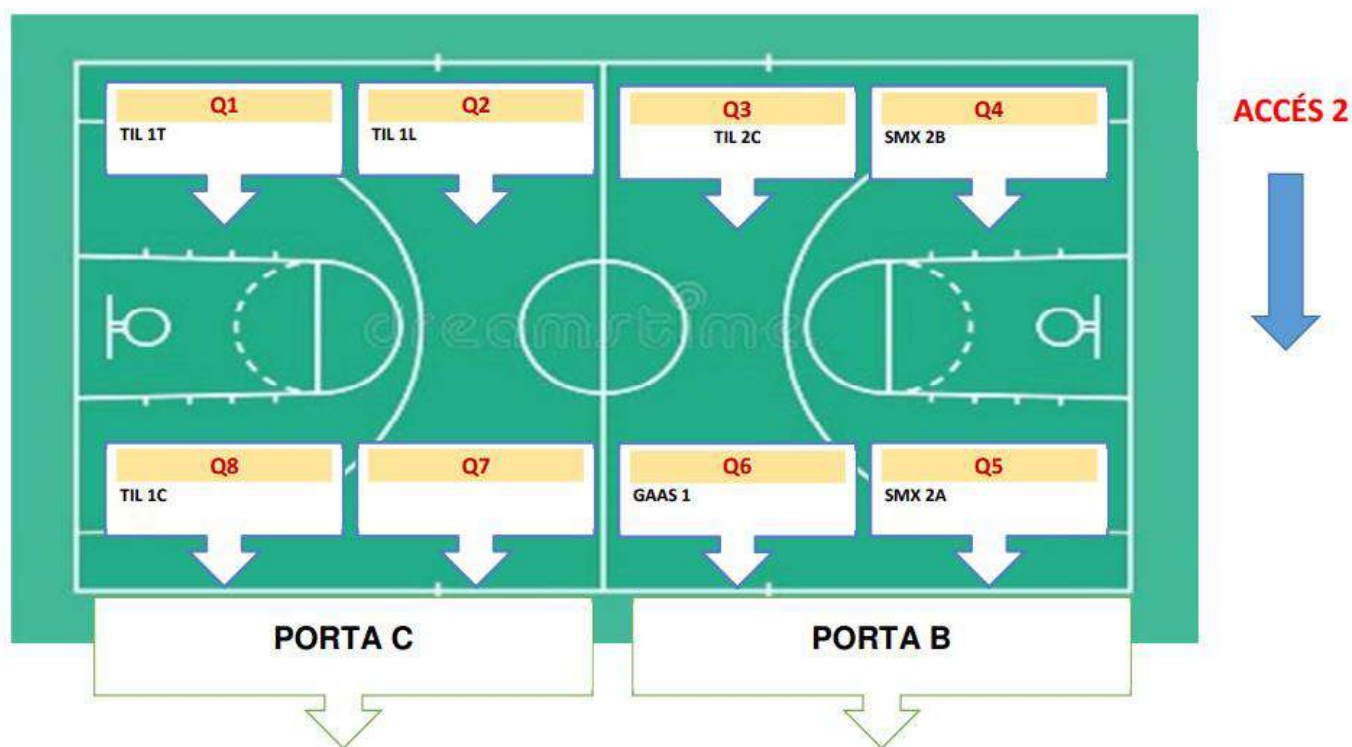 Q1
TIL 1T
Q2
TIL 1L
Q3
TIL 2C
Q4
SMX 2B
ACCÉS 2
dreamstime
Q8
TIL 1C
Q7
Q6
GAAS 1
Q5
SMX 2A
PORTA C
PORTA B